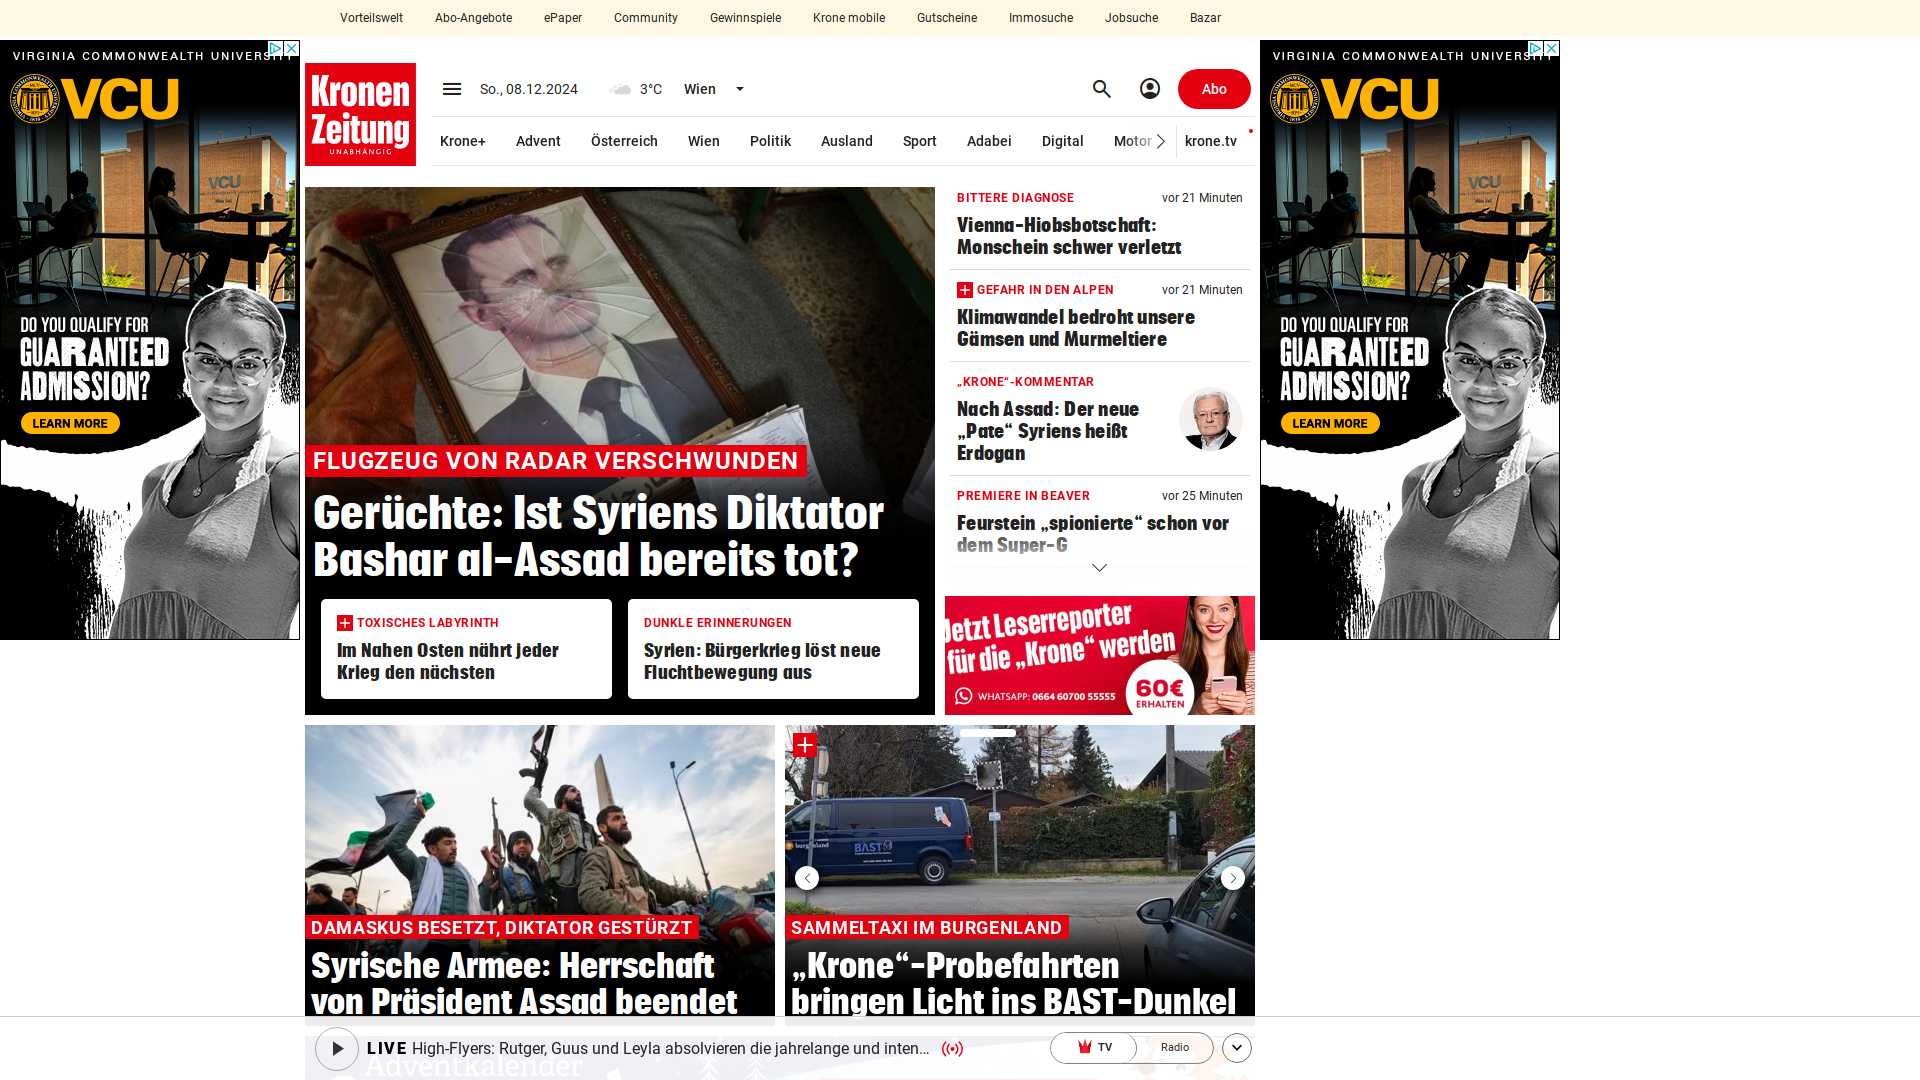 Vorteilswelt
Abo-Angebote
ePaper
Community
Gewinnspiele
Krone mobile
Gutscheine
Immosuche
Jobsuche
Bazar
VIRGINIA COMMONWEALTH UNIVERSITY
VCU
VCU
DO YOU QUALIFY FOR
GUARANTEED
ADMISSION?
LEARN MORE
Kronen
Zeitung
UNABHÄNGIG
So., 08.12.2024
3°C
Wien
Abo
Krone+
Advent
Österreich
Wien
Politik
Ausland
Sport
Adabei
Digital
Motor
krone.tv
FLUGZEUG VON RADAR VERSCHWUNDEN
Gerüchte: Ist Syriens Diktator
Bashar al-Assad bereits tot?
TOXISCHES LABYRINTH
Im Nahen Osten nährt jeder
Krieg den nächsten
DUNKLE ERINNERUNGEN
Syrien: Bürgerkrieg löst neue
Fluchtbewegung aus
BITTERE DIAGNOSE
vor 21 Minuten
Vienna-Hiobsbotschaft:
Monschein schwer verletzt
GEFAHR IN DEN ALPEN
vor 21 Minuten
Klimawandel bedroht unsere
Gämsen und Murmeltiere
„KRONE“-KOMMENTAR
Nach Assad: Der neue
„Pate“ Syriens heißt
Erdogan
PREMIERE IN BEAVER
vor 25 Minuten
Feurstein „spionierte“ schon vor
dem Super-G
Jetzt Leserreporter
für die „Krone“ werden
WHATSAPP: 0664 60700 55555
60€
ERHALTEN
VIRGINIA COMMONWEALTH UNIVERSITY
VCU
VCU
DO YOU QUALIFY FOR
GUARANTEED
ADMISSION?
LEARN MORE
DAMASKUS BESETZT, DIKTATOR GESTÜRZT
Syrische Armee: Herrschaft
von Präsident Assad beendet
BAST
SAMMELTAXI IM BURGENLAND
„Krone“-Probefahrten
bringen Licht ins BAST-Dunkel
LIVE High-Flyers: Rutger, Guus und Leyla absolvieren die jahrelange und inten...
TV
Radio
Adventkalender